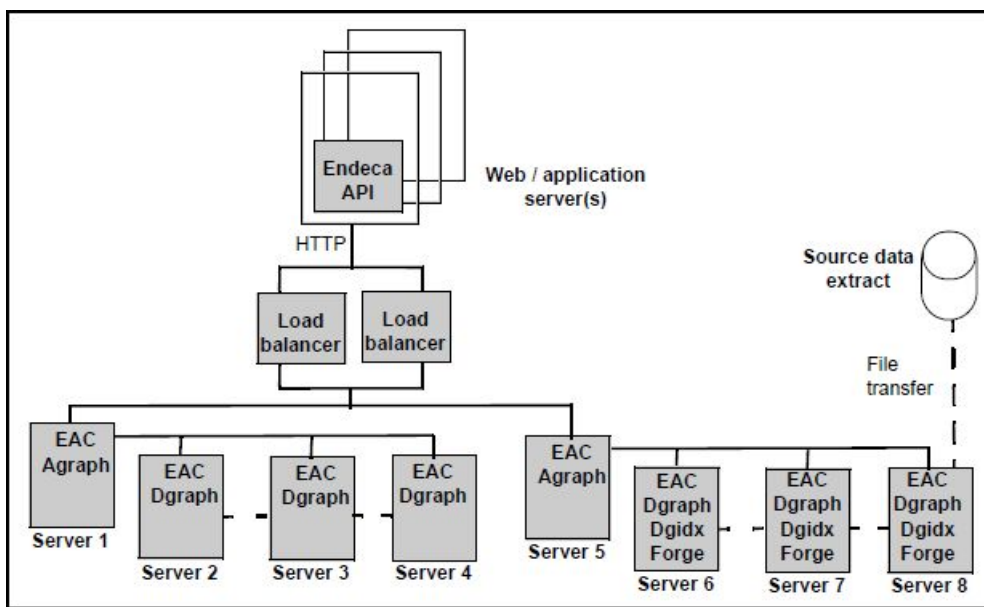 Endeca
API
Web / application
server(s)
HTTP
Source data
extract
Load
balancer
Load
balancer
File
transfer
EAC
Agraph
EAC
Dgraph
EAC
Dgraph
EAC
Dgraph
EAC
Agraph
EAC
Dgraph
Dgidx
Forge
EAC
Dgraph
Dgidx
Forge
EAC
Dgraph
Dgidx
Forge
Server 1
Server 2
Server 3
Server 4
Server 5
Server 6
Server 7
Server 8